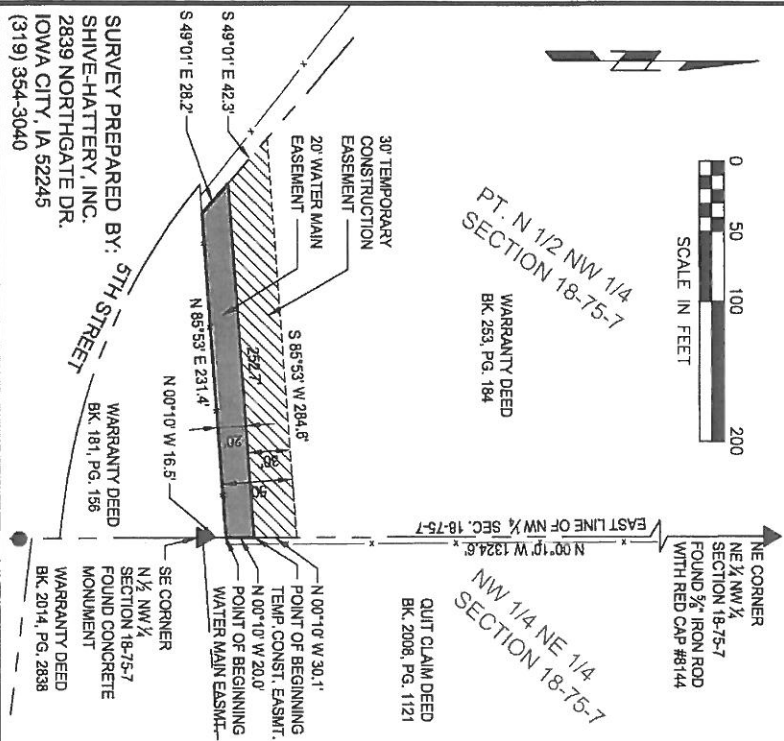 0 50 100 200
SCALE IN FEET
NE CORNER
NE ¼ NW ¼
SECTION 18-75-7
FOUND ⅝" IRON ROD
WITH RED CAP #8144
PT. N 1/2 NW 1/4
SECTION 18-75-7
WARRANTY DEED
BK. 253, PG. 184
EAST LINE OF NW ¼ SEC. 18-75-7
N 00°10' W 1324.6'
NW 1/4 NE 1/4
SECTION 18-75-7
QUIT CLAIM DEED
BK. 2008, PG. 1121
30' TEMPORARY
CONSTRUCTION
EASEMENT
20' WATER MAIN
EASEMENT
S 49°01' E 42.3'
S 49°01' E 28.2'
S 85°53' W 284.6'
252.7'
N 85°53' E 231.4'
20'
30'
50'
N 00°10' W 30.1'
POINT OF BEGINNING
TEMP. CONST. EASMT.
N 00°10' W 20.0'
POINT OF BEGINNING
WATER MAIN EASMT.
N 00°10' W 16.5'
SE CORNER
N ½ NW ¼
SECTION 18-75-7
FOUND CONCRETE
MONUMENT
WARRANTY DEED
BK. 181, PG. 156
WARRANTY DEED
BK. 2014, PG. 2838
5TH STREET
SURVEY PREPARED BY:
SHIVE-HATTERY, INC.
2839 NORTHGATE DR.
IOWA CITY, IA 52245
(319) 354-3040